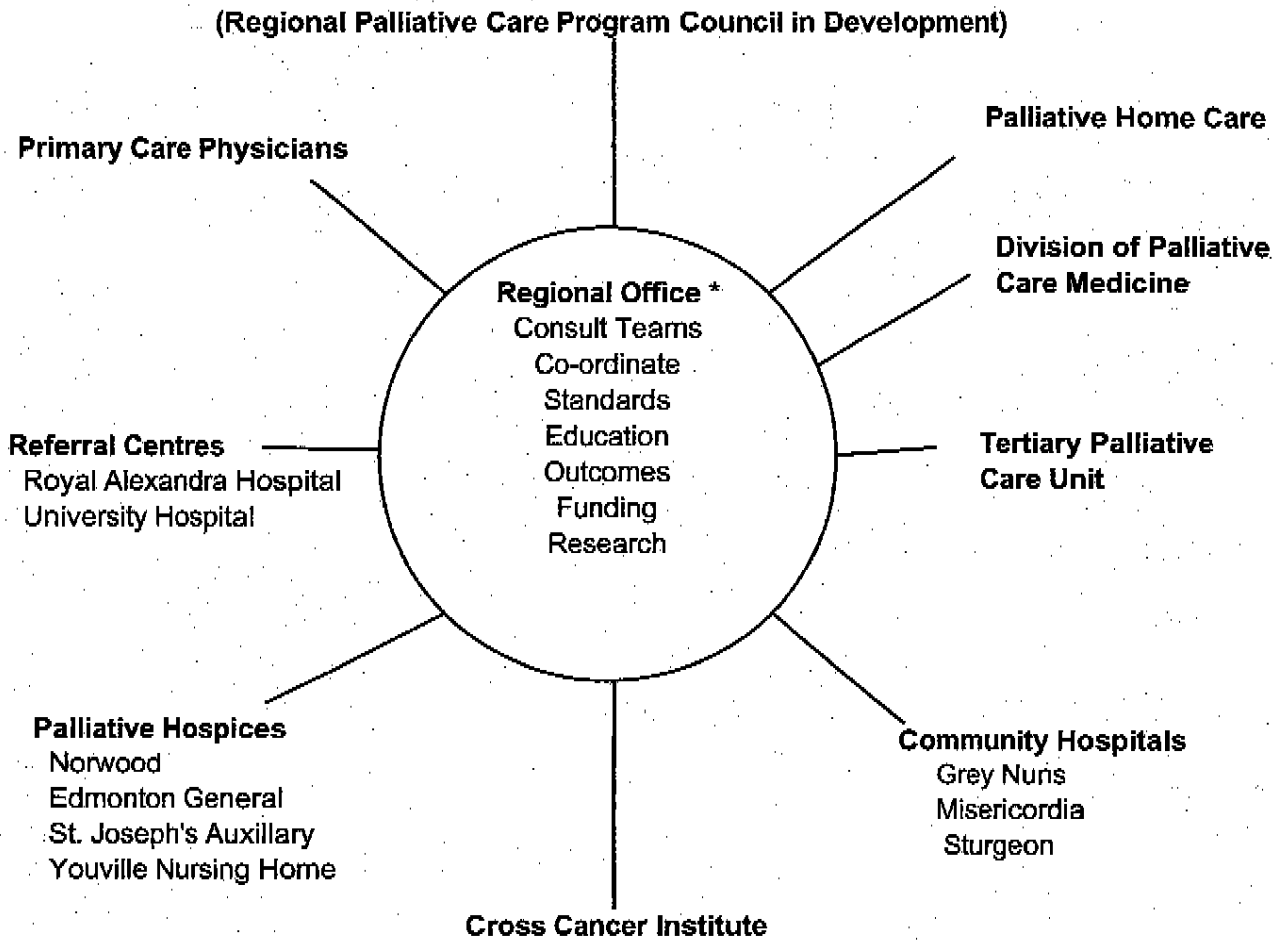 (Regional Palliative Care Program Council in Development)
Palliative Home Care
Primary Care Physicians
Division of Palliative
Care Medicine
Regional Office *
Consult Teams
Co-ordinate
Standards
Education
Outcomes
Funding
Research
Referral Centres
Royal Alexandra Hospital
University Hospital
Tertiary Palliative
Care Unit
Palliative Hospices
Norwood
Edmonton General
St. Joseph's Auxillary
Youville Nursing Home
Community Hospitals
Grey Nuns
Misericordia
Sturgeon
Cross Cancer Institute